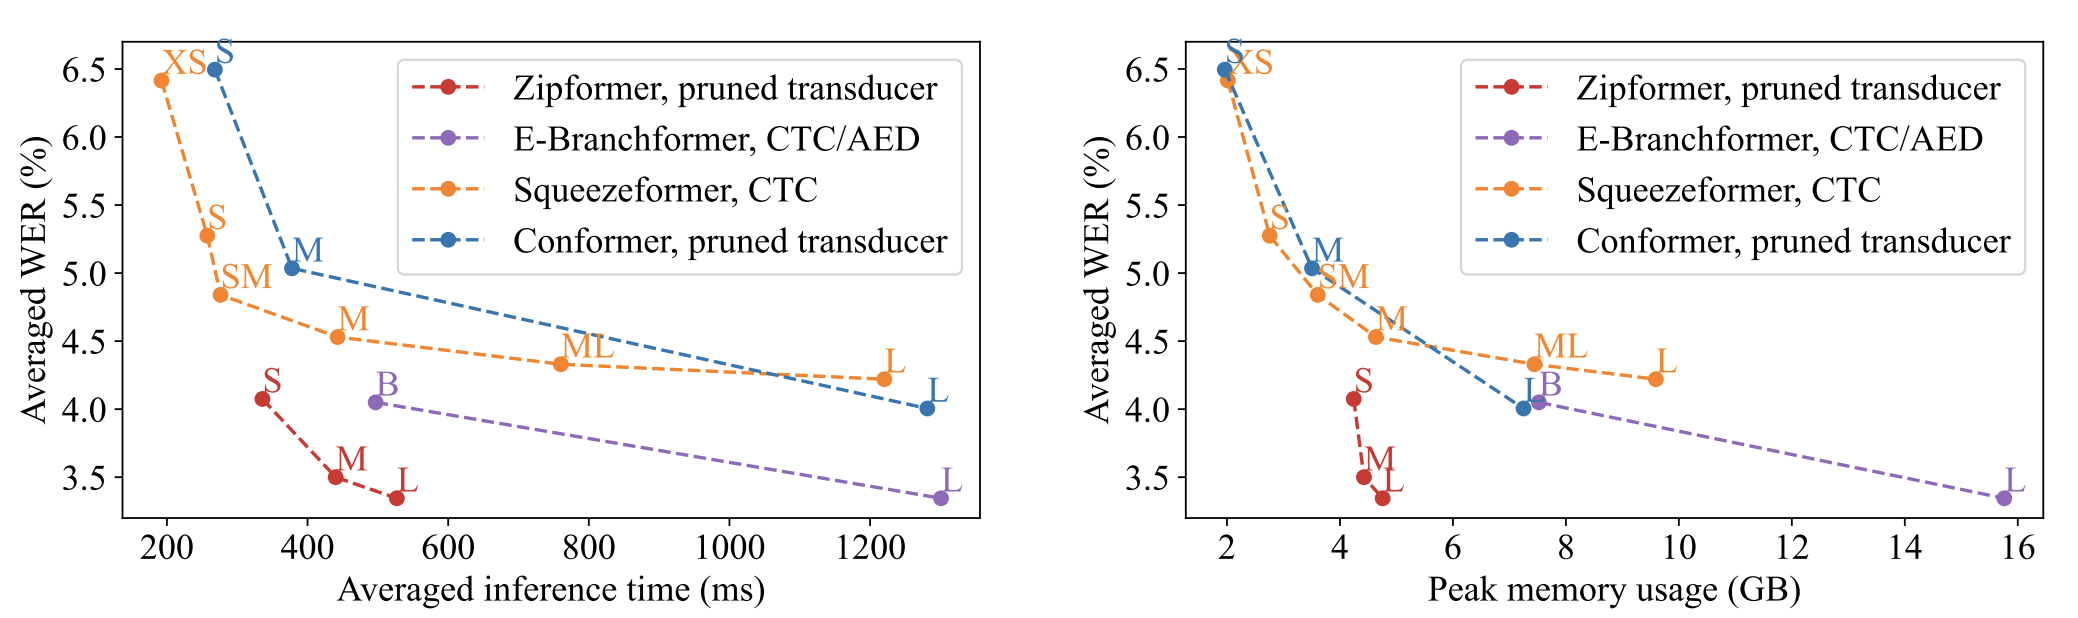 Averaged WER (%)
6.5
6.0
5.5
5.0
4.5
4.0
3.5
XS
S
S
SM
M
M
ML
L
L
S
M
L
B
L
Zipformer, pruned transducer
E-Branchformer, CTC/AED
Squeezeformer, CTC
Conformer, pruned transducer
200 400 600 800 1000 1200
Averaged inference time (ms)
Averaged WER (%)
6.5
6.0
5.5
5.0
4.5
4.0
3.5
S
XS
S
M
SM
M
ML
L
S
L
B
M
L
L
Zipformer, pruned transducer
E-Branchformer, CTC/AED
Squeezeformer, CTC
Conformer, pruned transducer
2 4 6 8 10 12 14 16
Peak memory usage (GB)